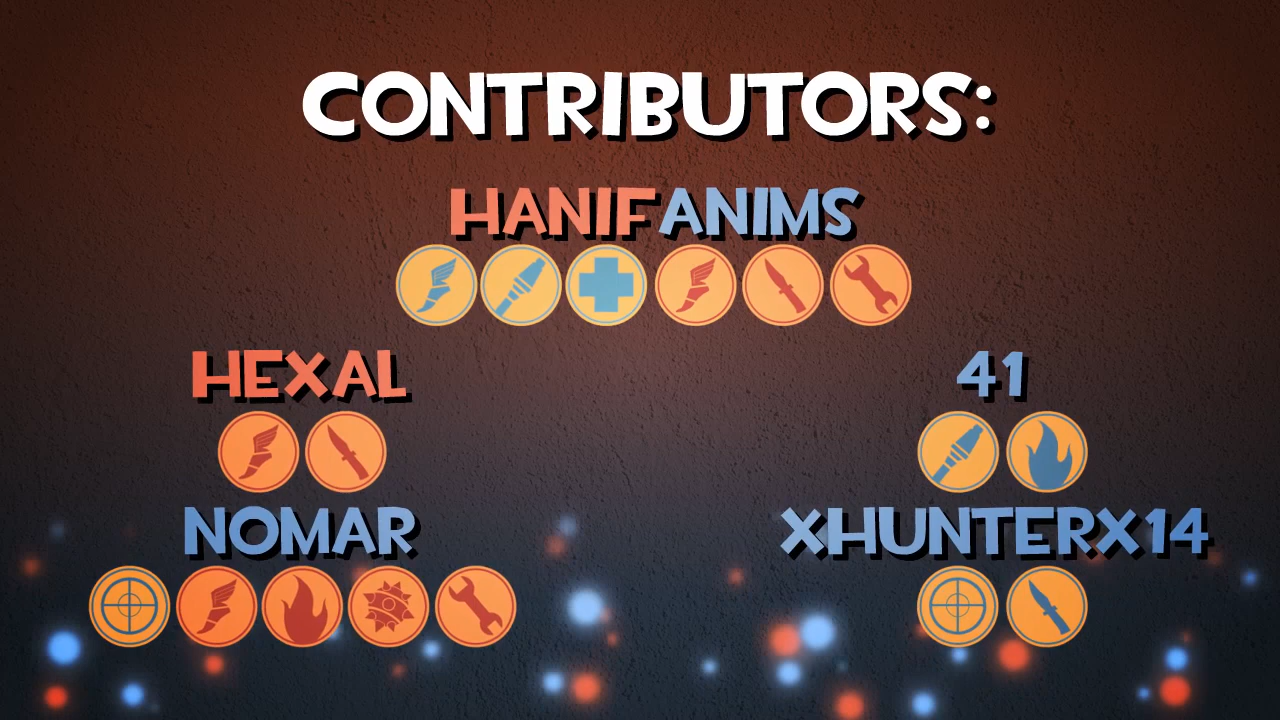 CONTRIBUTORS:
HANIFANIMS
HEXAL
41
NOMAR
XHUNTERX14